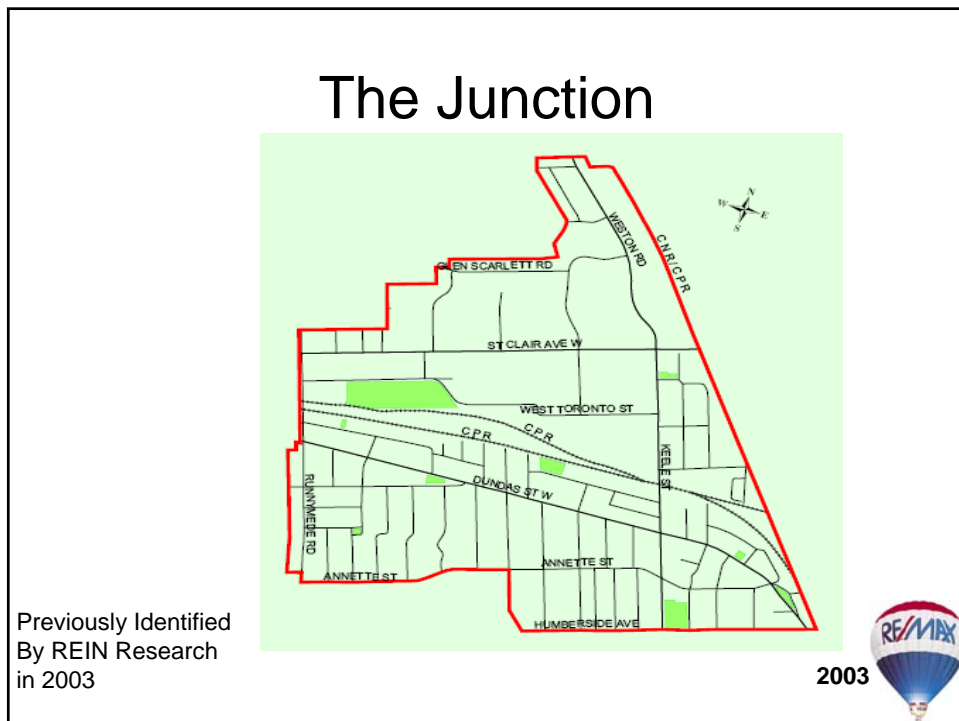 The Junction
N
W
E
S
WESTON RD
CNR/CPR
GLEN SCARLETT RD
ST CLAIR AVE W
WEST TORONTO ST
CPR
CPR
KEELE ST
DUNDAS ST W
RUNNYMEDE RD
ANNETTE ST
ANNETTE ST
HUMBERSIDE AVE
Previously Identified
By REIN Research
in 2003
2003
RE/MAX